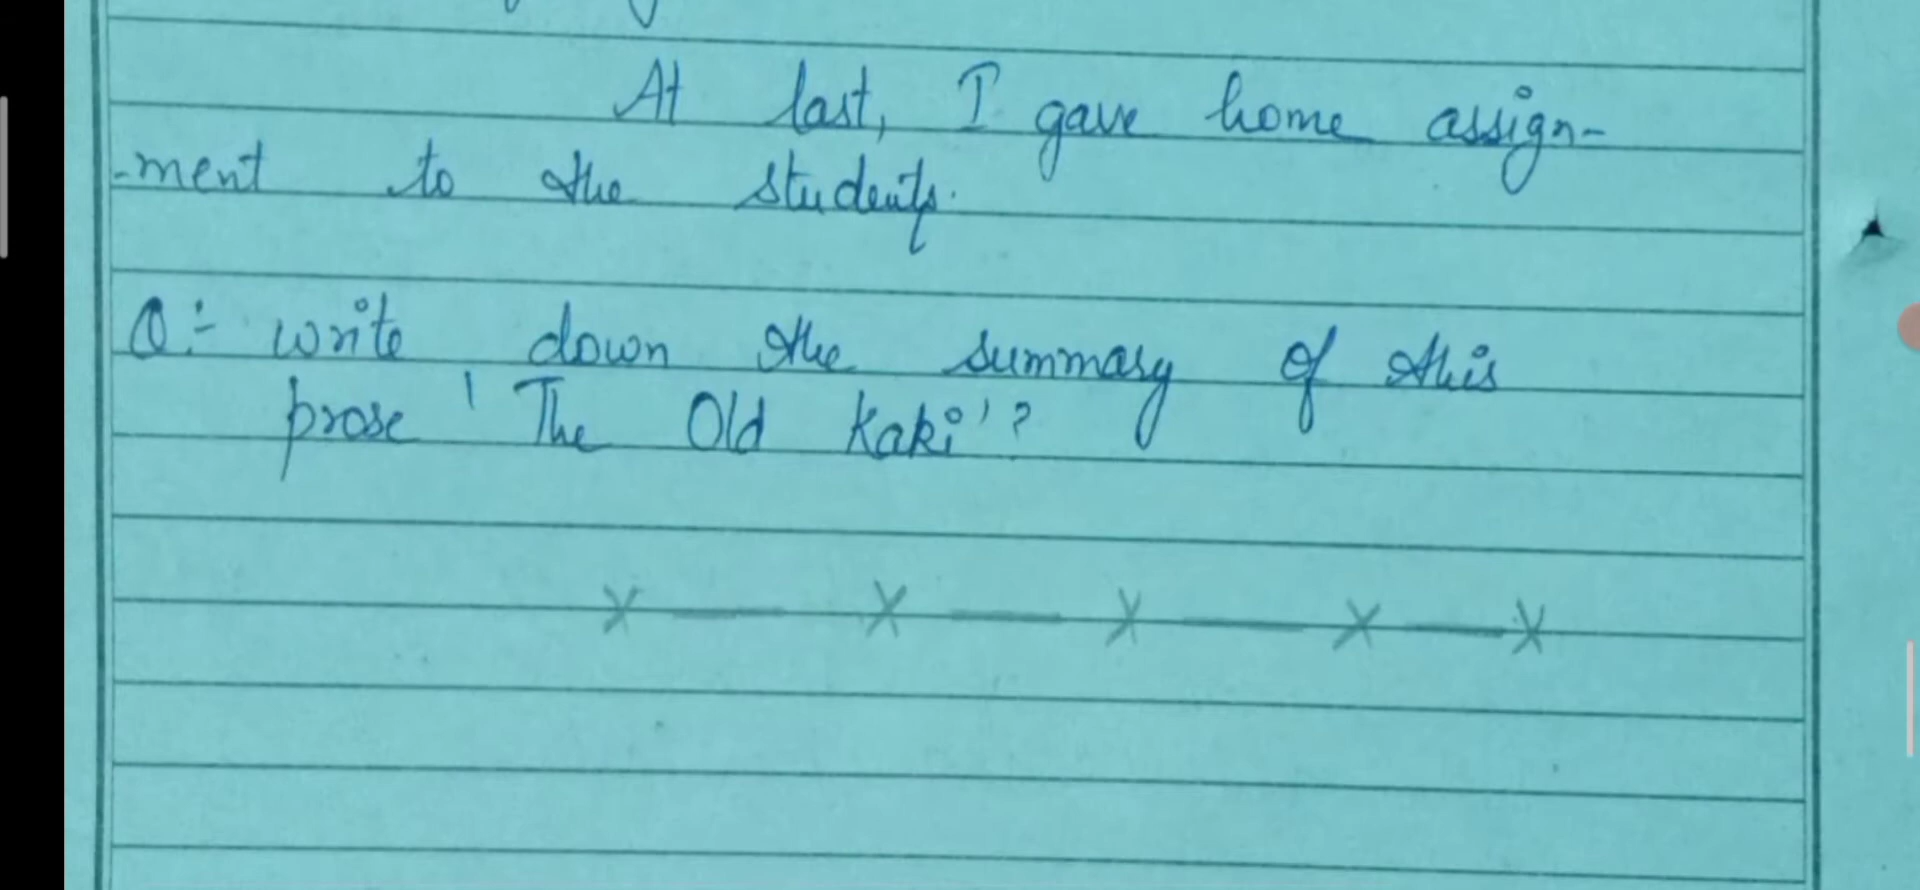 At last, I gave home assign-
-ment to the students.
Q:- write down the summary of this
prose 'The Old Kaki'?
x — x — x — x — x